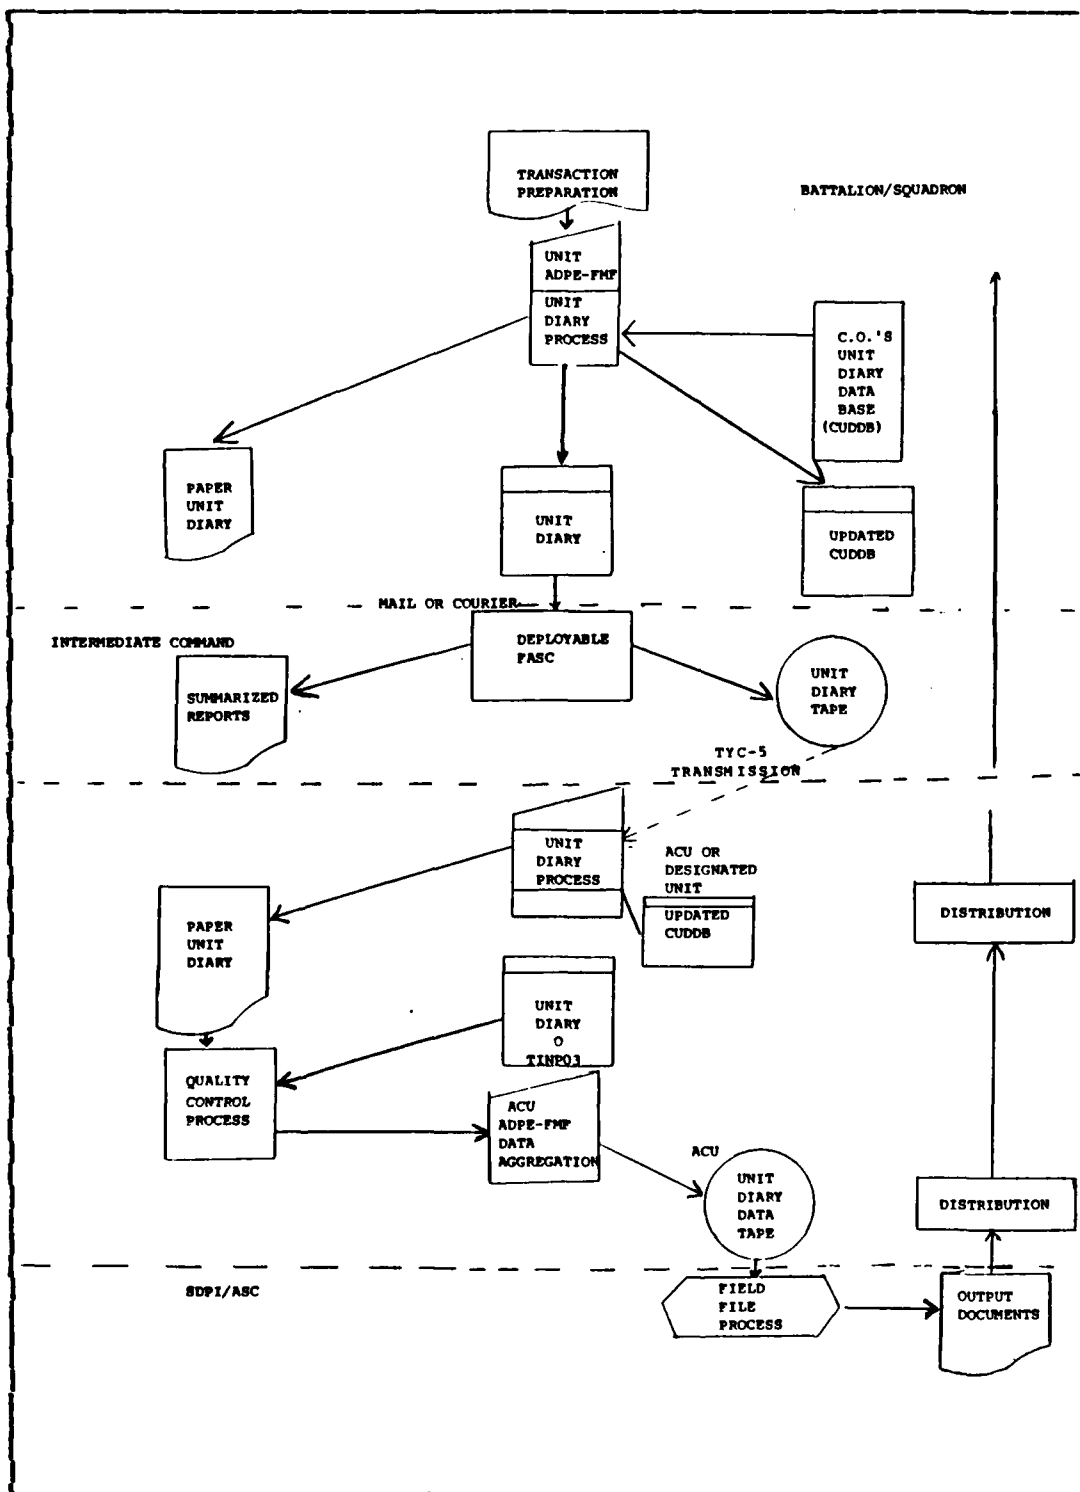 TRANSACTION
PREPARATION
BATTALION/SQUADRON
UNIT
ADPE-FMF
UNIT
DIARY
PROCESS
C.O.'S
UNIT
DIARY
DATA
BASE
(CUDDB)
PAPER
UNIT
DIARY
UNIT
DIARY
UPDATED
CUDDB
MAIL OR COURIER
INTERMEDIATE COMMAND
DEPLOYABLE
FASC
SUMMARIZED
REPORTS
UNIT
DIARY
TAPE
TYC-5
TRANSMISSION
UNIT
DIARY
PROCESS
ACU OR
DESIGNATED
UNIT
UPDATED
CUDDB
DISTRIBUTION
PAPER
UNIT
DIARY
UNIT
DIARY
O
TINP03
QUALITY
CONTROL
PROCESS
ACU
ADPE-FMF
DATA
AGGREGATION
ACU
UNIT
DIARY
DATA
TAPE
DISTRIBUTION
SDPI/ASC
FIELD
FILE
PROCESS
OUTPUT
DOCUMENTS